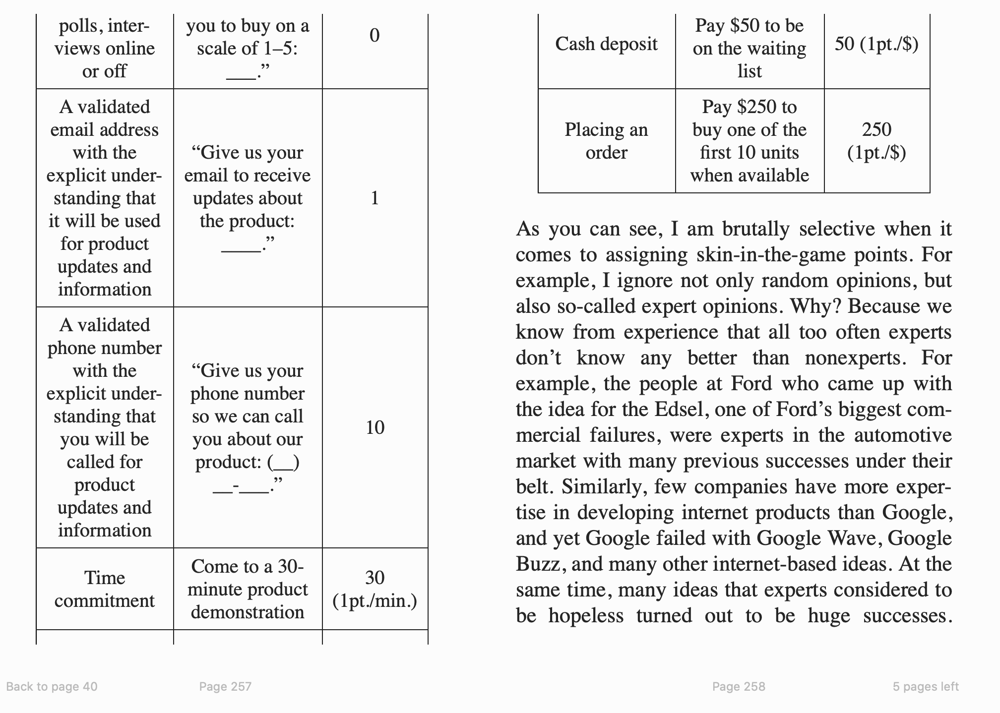 polls, inter-
views online
or off
you to buy on a
scale of 1–5:
___.”
0
A validated
email address
with the
explicit under-
standing that
it will be used
for product
updates and
information
“Give us your
email to receive
updates about
the product:
____.”
1
A validated
phone number
with the
explicit under-
standing that
you will be
called for
product
updates and
information
“Give us your
phone number
so we can call
you about our
product: (__)
__-___.”
10
Time
commitment
Come to a 30-
minute product
demonstration
30
(1pt./min.)
Cash deposit
Pay $50 to be
on the waiting
list
50 (1pt./$)
Placing an
order
Pay $250 to
buy one of the
first 10 units
when available
250
(1pt./$)
As you can see, I am brutally selective when it
comes to assigning skin-in-the-game points. For
example, I ignore not only random opinions, but
also so-called expert opinions. Why? Because we
know from experience that all too often experts
don’t know any better than nonexperts. For
example, the people at Ford who came up with
the idea for the Edsel, one of Ford’s biggest com-
mercial failures, were experts in the automotive
market with many previous successes under their
belt. Similarly, few companies have more exper-
tise in developing internet products than Google,
and yet Google failed with Google Wave, Google
Buzz, and many other internet-based ideas. At the
same time, many ideas that experts considered to
be hopeless turned out to be huge successes.
Back to page 40
Page 257
Page 258
5 pages left